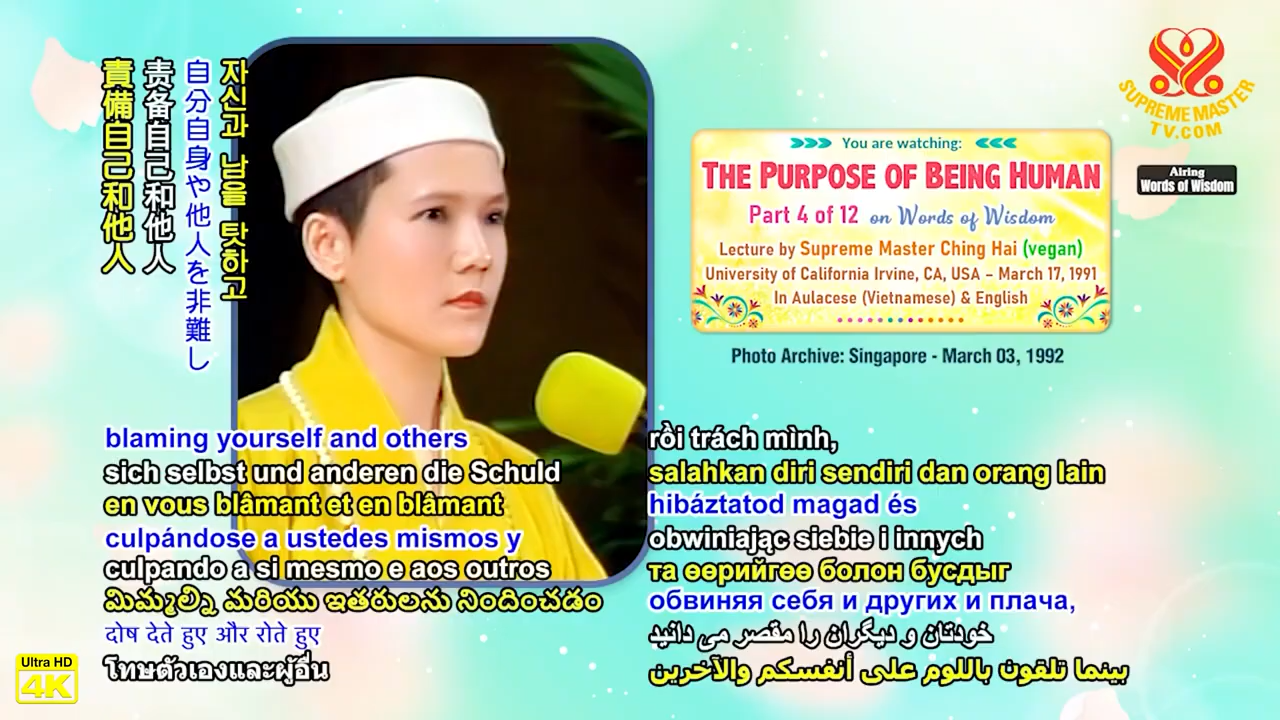 責備自己和他人
责备自己和他人
自分自身や他人を非難し
자신과 남을 탓하고
SUPREME MASTER
TV.COM
You are watching:
THE PURPOSE OF BEING HUMAN
Part 4 of 12 on Words of Wisdom
Lecture by Supreme Master Ching Hai (vegan)
University of California Irvine, CA, USA – March 17, 1991
In Aulacese (Vietnamese) & English
Airing
Words of Wisdom
Photo Archive: Singapore - March 03, 1992
blaming yourself and others
sich selbst und anderen die Schuld
en vous blâmant et en blâmant
culpándose a ustedes mismos y
culpando a si mesmo e aos outros
మిమ్మల్ని మరియు ఇతరులను నిందించడం
दोष देते हुए और रोते हुए
โทษตัวเองและผู้อื่น
rồi trách mình,
salahkan diri sendiri dan orang lain
hibáztatod magad és
obwiniając siebie i innych
та өөрийгөө болон бусдыг
обвиняя себя и других и плача,
خودتان و دیگران را مقصر می دانید
بينما تلقون باللوم على أنفسكم والآخرين
Ultra HD
4K